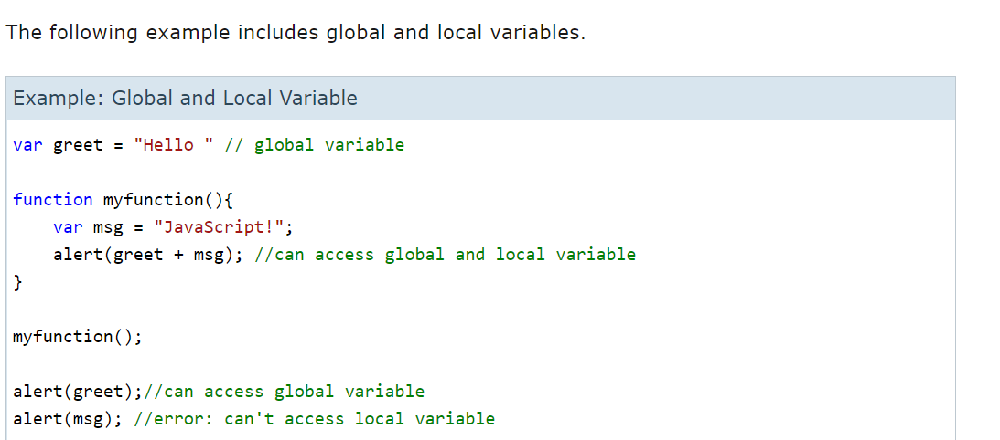 The following example includes global and local variables.
Example: Global and Local Variable
var greet = "Hello " // global variable
function myfunction(){
    var msg = "JavaScript!";
    alert(greet + msg); //can access global and local variable
}
myfunction();
alert(greet);//can access global variable
alert(msg); //error: can't access local variable